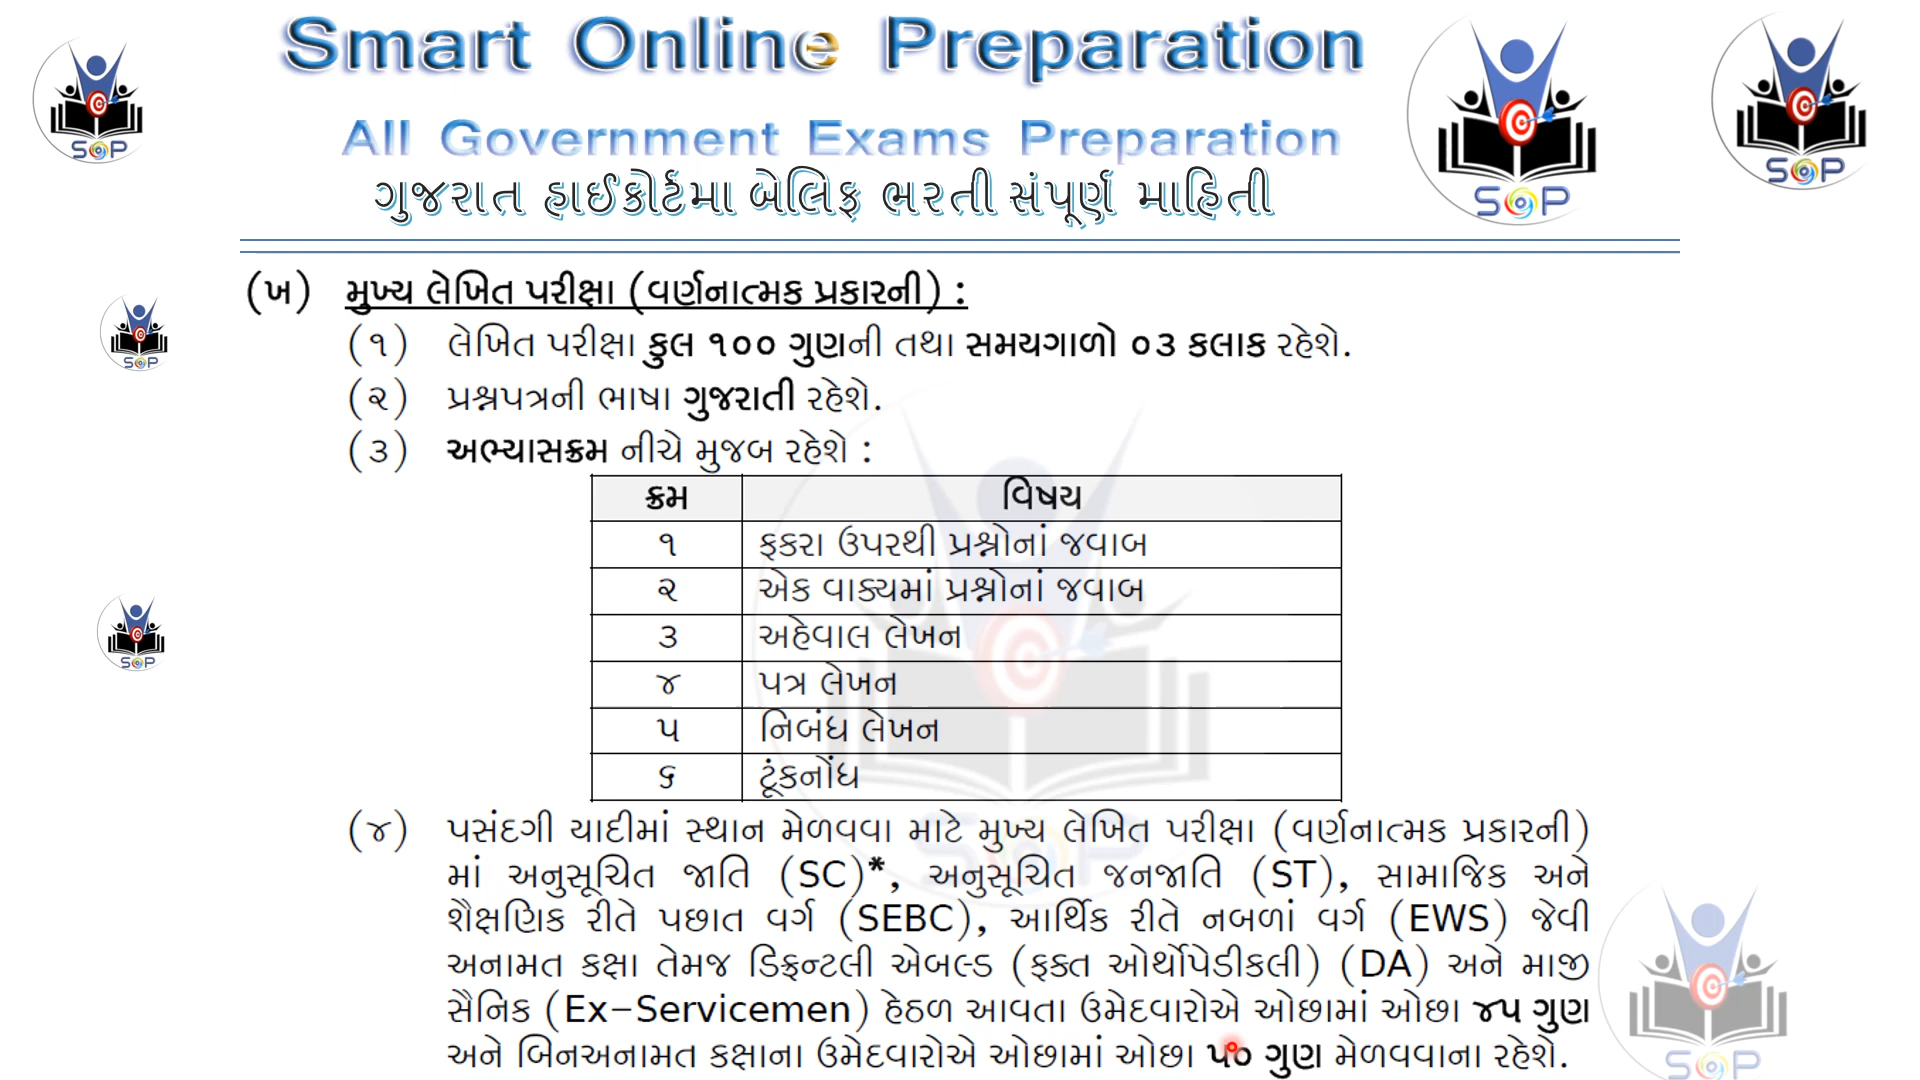 Smart Online Preparation
All Government Exams Preparation
ગુજરાત હાઈકોર્ટમા બેલિફ ભરતી સંપૂર્ણ માહિતી
SOP
SOP
SOP
(ખ) મુખ્ય લેખિત પરીક્ષા (વર્ણનાત્મક પ્રકારની) :
(૧) લેખિત પરીક્ષા કુલ ૧૦૦ ગુણની તથા સમયગાળો ૦૩ કલાક રહેશે.
(૨) પ્રશ્નપત્રની ભાષા ગુજરાતી રહેશે.
(૩) અભ્યાસક્રમ નીચે મુજબ રહેશે :
ક્રમ વિષય
૧ ફકરા ઉપરથી પ્રશ્નોનાં જવાબ
૨ એક વાક્યમાં પ્રશ્નોનાં જવાબ
૩ અહેવાલ લેખન
૪ પત્ર લેખન
૫ નિબંધ લેખન
૬ ટૂંકનોંધ
(૪) પસંદગી યાદીમાં સ્થાન મેળવવા માટે મુખ્ય લેખિત પરીક્ષા (વર્ણનાત્મક પ્રકારની)
માં અનુસૂચિત જાતિ (SC)*, અનુસૂચિત જનજાતિ (ST), સામાજિક અને
શૈક્ષણિક રીતે પછાત વર્ગ (SEBC), આર્થિક રીતે નબળાં વર્ગ (EWS) જેવી
અનામત કક્ષા તેમજ ડિફ્રન્ટલી એબલ્ડ (ફક્ત ઓર્થોપેડીકલી) (DA) અને માજી
સૈનિક (Ex-Servicemen) હેઠળ આવતા ઉમેદવારોએ ઓછામાં ઓછા ૪૫ ગુણ
અને બિનઅનામત કક્ષાના ઉમેદવારોએ ઓછામાં ઓછા ૫૦ ગુણ મેળવવાના રહેશે.
SOP
SOP
SOP
SOP